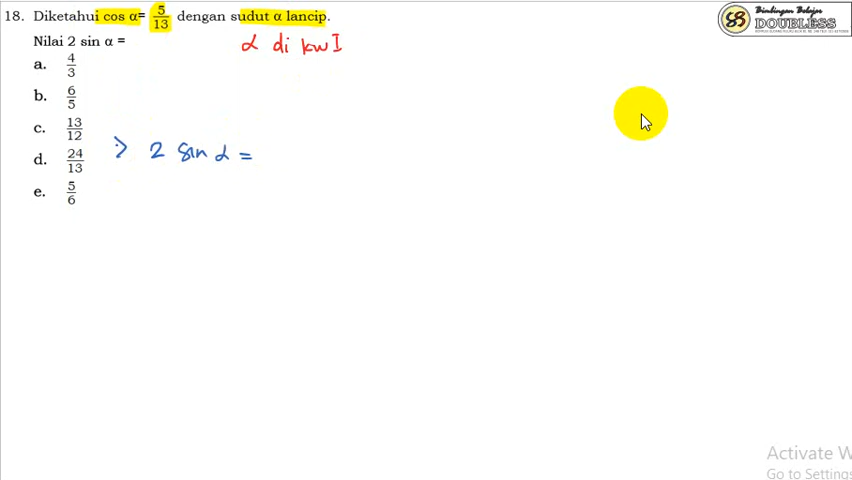 18. Diketahui cos α= 5/13 dengan sudut α lancip.
Nilai 2 sin α =
α di kw I
a. 4/3
b. 6/5
c. 13/12
d. 24/13
e. 5/6
2 sin α =
Bimbingan Belajar
DOUBLESS
Activate W
Go to Settings